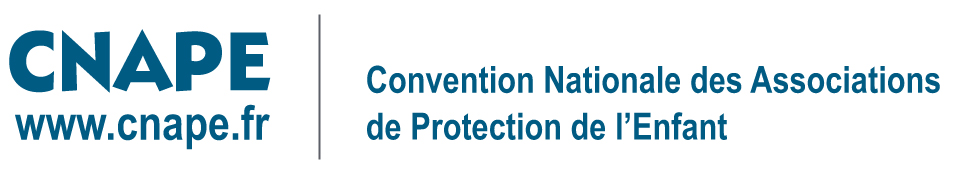 CNAPE
www.cnape.fr
Convention Nationale des Associations
de Protection de l’Enfant